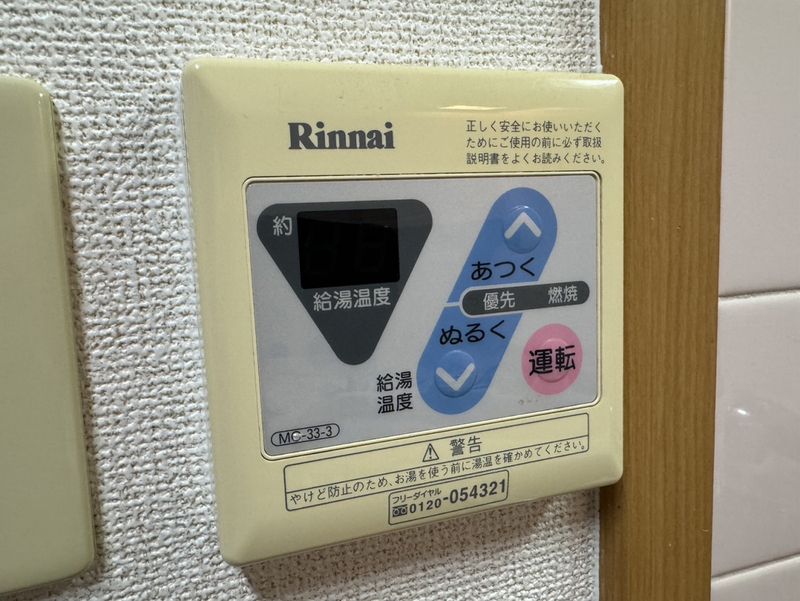 Rinnai
正しく安全にお使いいただく
ためにご使用の前に必ず取扱
説明書をよくお読みください。
約
給湯温度
あつく
優先 燃焼
ぬるく
給湯
温度
運転
MC-33-3
⚠ 警告
やけど防止のため、お湯を使う前に湯温を確かめてください。
フリーダイヤル
0120-054321